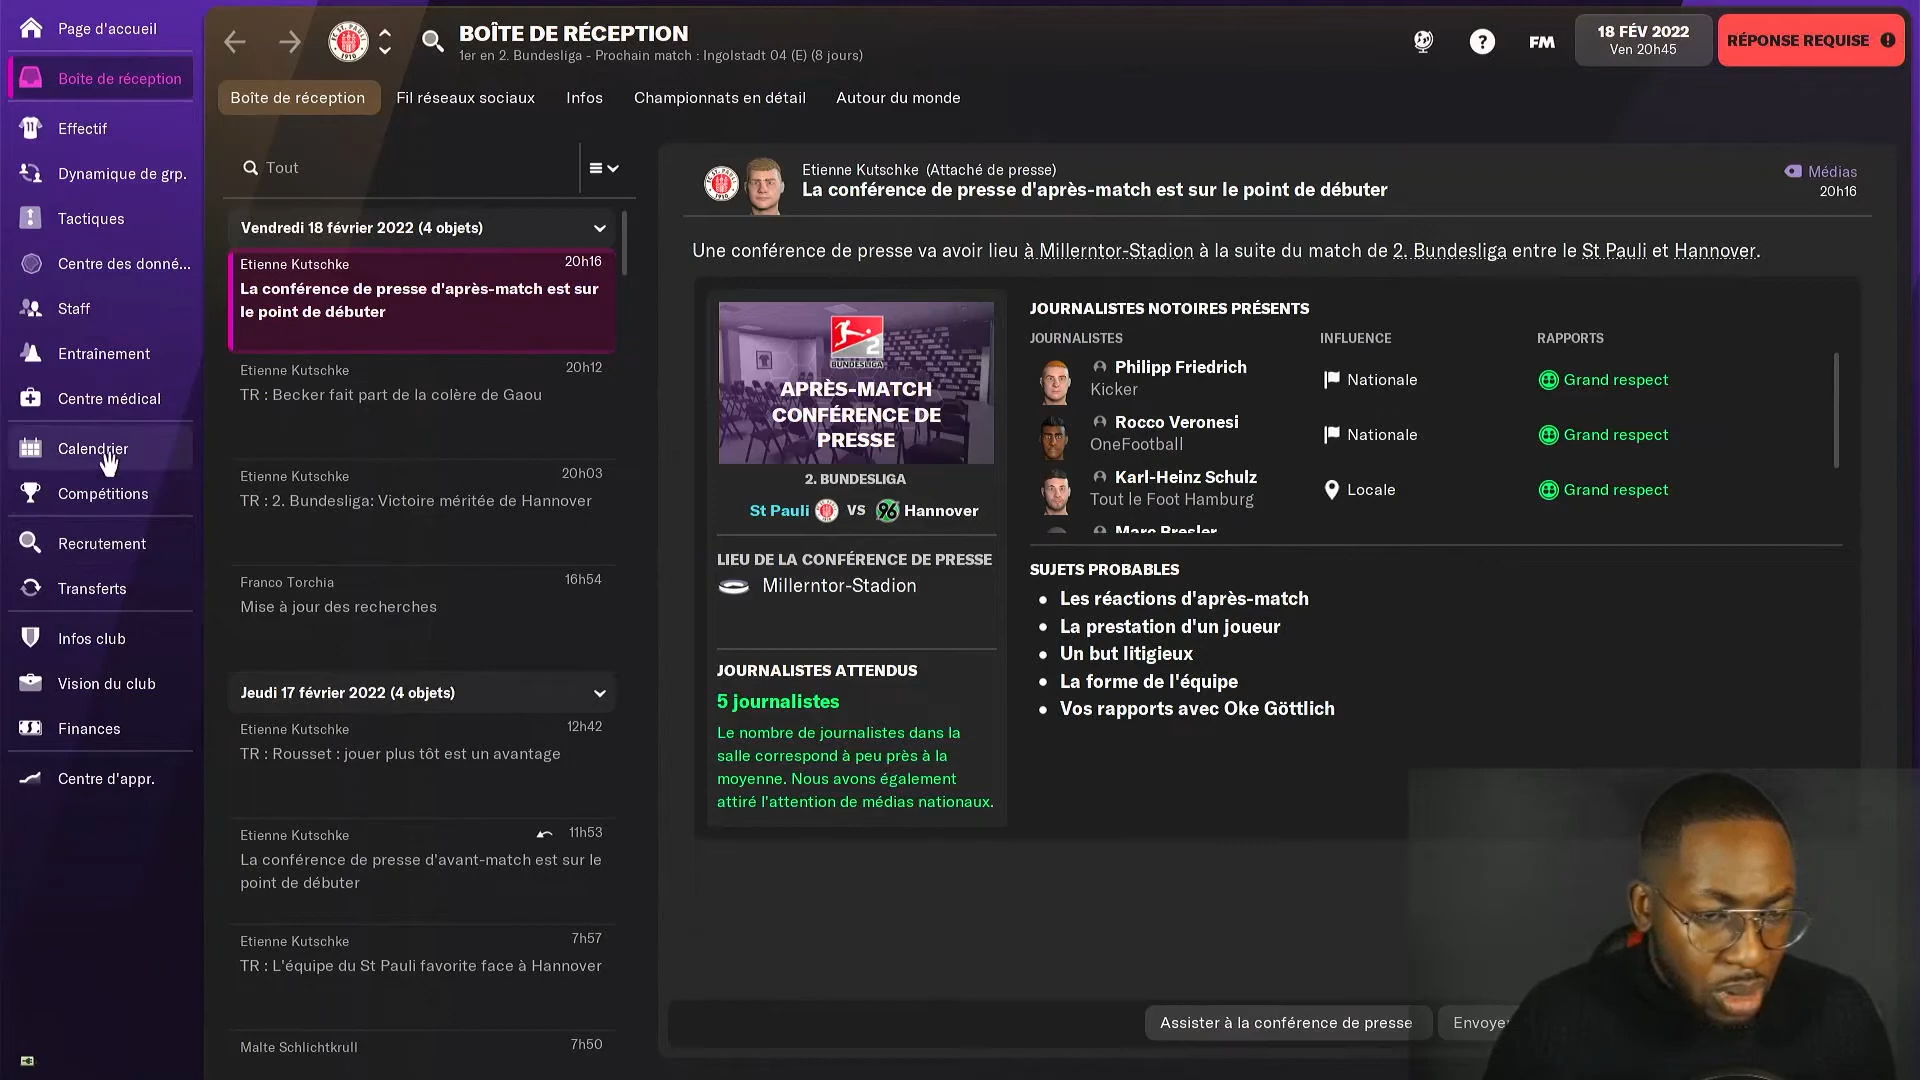 Page d'accueil
Boîte de réception
Effectif
Dynamique de grp.
Tactiques
Centre des donné...
Staff
Entraînement
Centre médical
Calendrier
Compétitions
Recrutement
Transferts
Infos club
Vision du club
Finances
Centre d'appr.
BOÎTE DE RÉCEPTION
1er en 2. Bundesliga - Prochain match : Ingolstadt 04 (E) (8 jours)
FM
18 FÉV 2022
Ven 20h45
RÉPONSE REQUISE
Boîte de réception
Fil réseaux sociaux
Infos
Championnats en détail
Autour du monde
Tout
Vendredi 18 février 2022 (4 objets)
Etienne Kutschke 20h16
La conférence de presse d'après-match est sur
le point de débuter
Etienne Kutschke 20h12
TR : Becker fait part de la colère de Gaou
Etienne Kutschke 20h03
TR : 2. Bundesliga: Victoire méritée de Hannover
Franco Torchia 16h54
Mise à jour des recherches
Jeudi 17 février 2022 (4 objets)
Etienne Kutschke 12h42
TR : Rousset : jouer plus tôt est un avantage
Etienne Kutschke 11h53
La conférence de presse d'avant-match est sur le
point de débuter
Etienne Kutschke 7h57
TR : L'équipe du St Pauli favorite face à Hannover
Malte Schlichtkrull 7h50
Etienne Kutschke (Attaché de presse)
La conférence de presse d'après-match est sur le point de débuter
Médias
20h16
Une conférence de presse va avoir lieu à Millerntor-Stadion à la suite du match de 2. Bundesliga entre le St Pauli et Hannover.
2
BUNDESLIGA
APRÈS-MATCH
CONFÉRENCE DE
PRESSE
2. BUNDESLIGA
St Pauli VS 96 Hannover
LIEU DE LA CONFÉRENCE DE PRESSE
Millerntor-Stadion
JOURNALISTES ATTENDUS
5 journalistes
Le nombre de journalistes dans la
salle correspond à peu près à la
moyenne. Nous avons également
attiré l'attention de médias nationaux.
JOURNALISTES NOTOIRES PRÉSENTS
JOURNALISTES INFLUENCE RAPPORTS
Philipp Friedrich
Kicker
Nationale Grand respect
Rocco Veronesi
OneFootball
Nationale Grand respect
Karl-Heinz Schulz
Tout le Foot Hamburg
Locale Grand respect
Marc Bresler
SUJETS PROBABLES
• Les réactions d'après-match
• La prestation d'un joueur
• Un but litigieux
• La forme de l'équipe
• Vos rapports avec Oke Göttlich
Assister à la conférence de presse